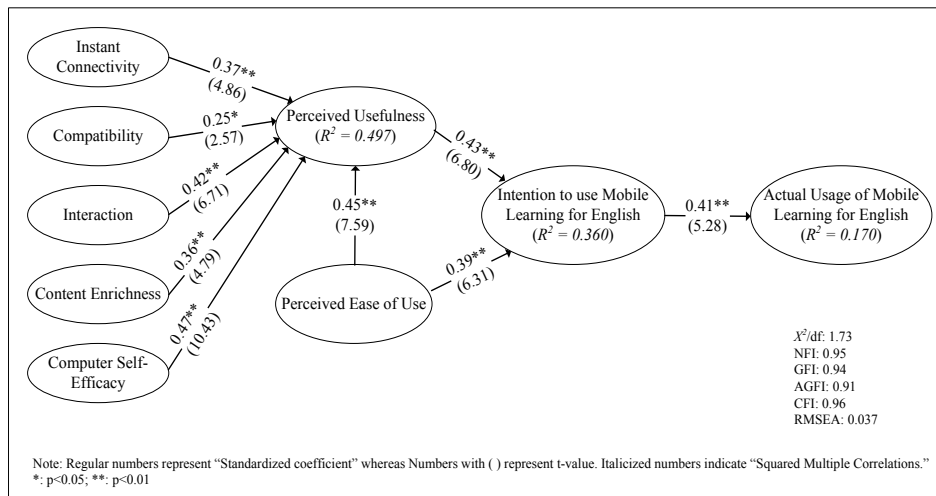 Instant
Connectivity
0.37**
(4.86)
Compatibility
0.25*
(2.57)
Perceived Usefulness
(R² = 0.497)
Interaction
0.42**
(6.71)
0.43**
(6.80)
0.45**
(7.59)
Intention to use Mobile
Learning for English
(R² = 0.360)
0.41**
(5.28)
Actual Usage of Mobile
Learning for English
(R² = 0.170)
Content Enrichness
0.36**
(4.79)
0.39**
(6.31)
Perceived Ease of Use
Computer Self-
Efficacy
0.47**
(10.43)
X²/df: 1.73
NFI: 0.95
GFI: 0.94
AGFI: 0.91
CFI: 0.96
RMSEA: 0.037
Note: Regular numbers represent “Standardized coefficient” whereas Numbers with ( ) represent t-value. Italicized numbers indicate “Squared Multiple Correlations.”
*: p<0.05; **: p<0.01